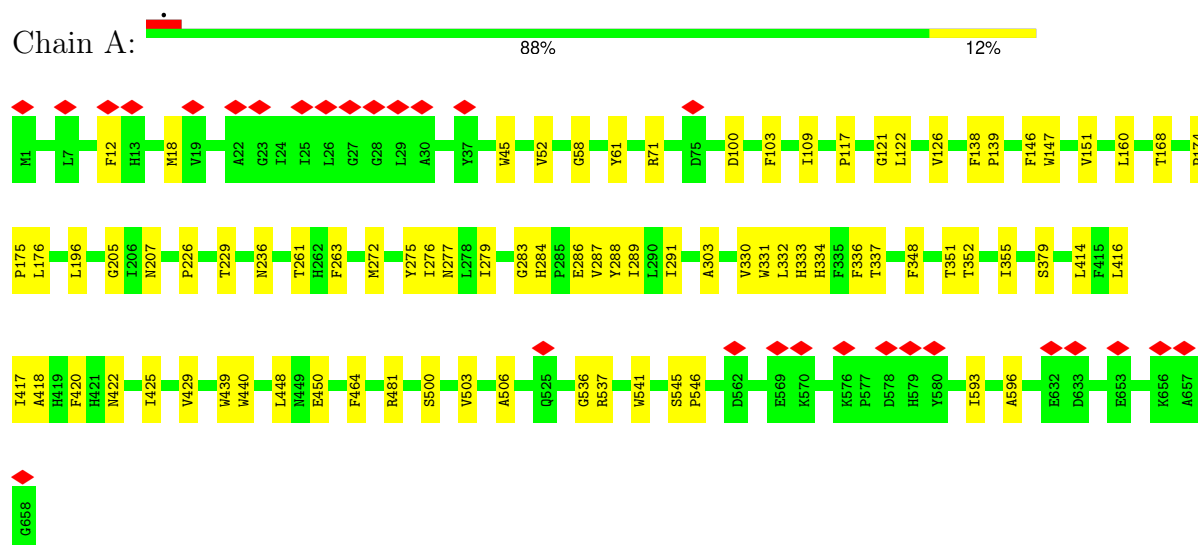 Chain A:
88% 12%
M1 L7 F12 H13 M18 V19 A22 G23 I24 I25 L26 G27 G28 L29 A30 Y37 W45 V52 G58 Y61 R71 D75 D100 F103 I109 P117 G121 L122 V126 F138 P139 F146 W147 V151 L160 T168
P175 L176 L196 G205 I206 N207 P226 T229 N236 T261 H262 F263 M272 Y275 I276 N277 L278 I279 G283 H284 P285 E286 V287 Y288 I289 L290 I291 A303 V330 W331 L332 H333 H334 F335 F336 T337 F348 T351 T352 I355 S379 L414 F415 L416
I417 A418 H419 F420 H421 N422 I425 V429 W439 W440 L448 N449 E450 F464 R481 S500 V503 A506 Q525 G536 R537 W541 S545 P546 D562 E569 K570 K576 P577 D578 H579 Y580 I593 A596 E632 D633 E653 K656 A657
G658